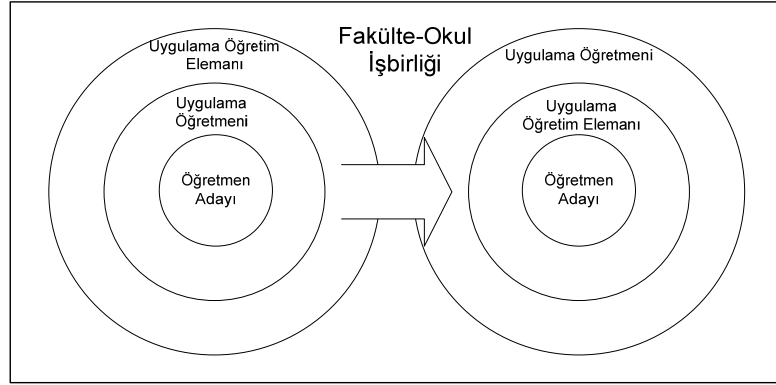 Fakülte-Okul
İşbirliği
Uygulama Öğretim
Elemanı
Uygulama
Öğretmeni
Öğretmen
Adayı
Uygulama Öğretmeni
Uygulama
Öğretim Elemanı
Öğretmen
Adayı